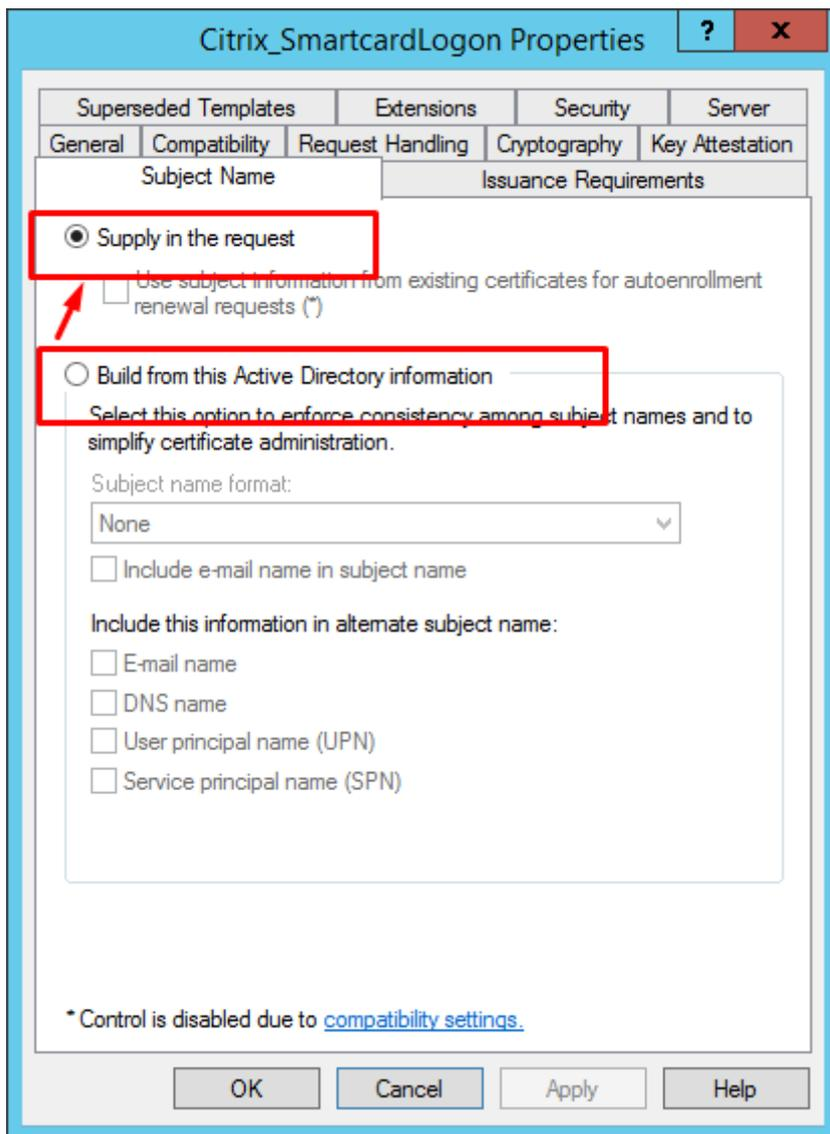 Citrix_SmartcardLogon Properties
?
x
Superseded Templates
Extensions
Security
Server
General
Compatibility
Request Handling
Cryptography
Key Attestation
Subject Name
Issuance Requirements
Supply in the request
Use subject information from existing certificates for autoenrollment
renewal requests (*)
Build from this Active Directory information
Select this option to enforce consistency among subject names and to
simplify certificate administration.
Subject name format:
None
Include e-mail name in subject name
Include this information in alternate subject name:
E-mail name
DNS name
User principal name (UPN)
Service principal name (SPN)
* Control is disabled due to compatibility settings.
OK
Cancel
Apply
Help